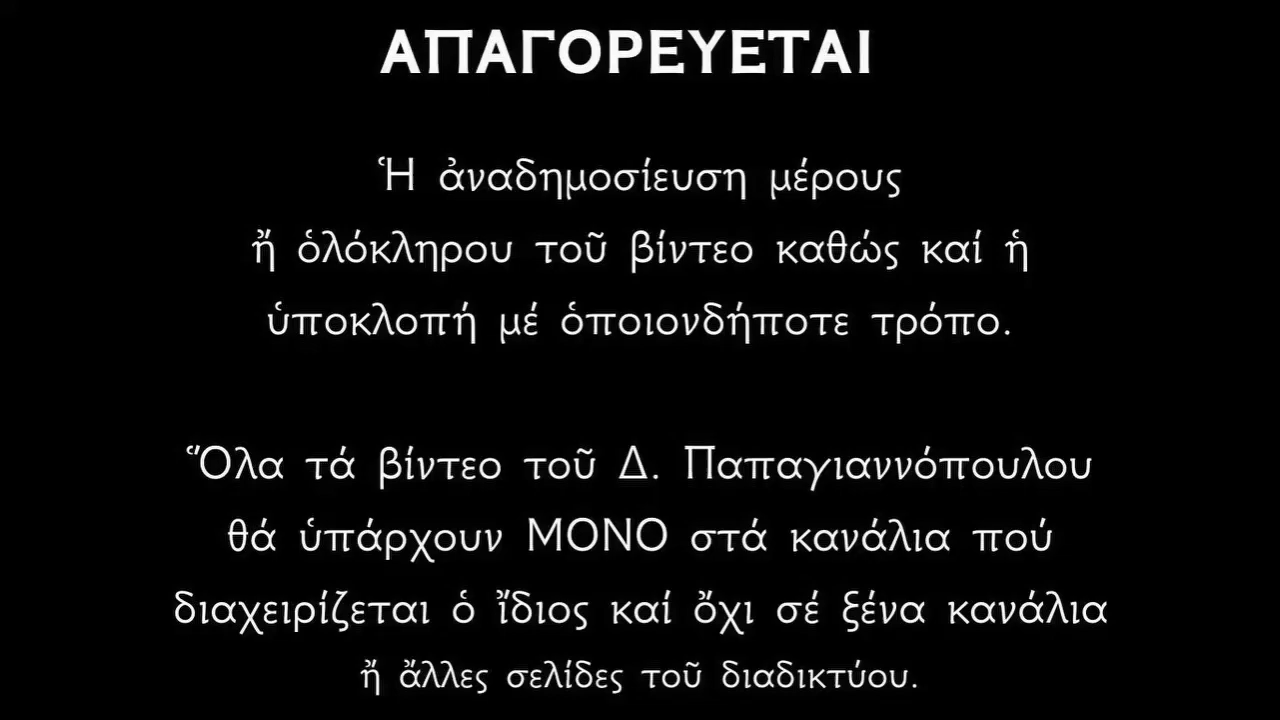 ΑΠΑΓΟΡΕΥΕΤΑΙ
Ἡ ἀναδημοσίευση μέρους
ἤ ὁλόκληρου τοῦ βίντεο καθώς καί ἡ
ὑποκλοπή μέ ὁποιονδήποτε τρόπο.
Ὅλα τά βίντεο τοῦ Δ. Παπαγιαννόπουλου
θά ὑπάρχουν ΜΟΝΟ στά κανάλια πού
διαχειρίζεται ὁ ἴδιος καί ὄχι σέ ξένα κανάλια
ἤ ἄλλες σελίδες τοῦ διαδικτύου.